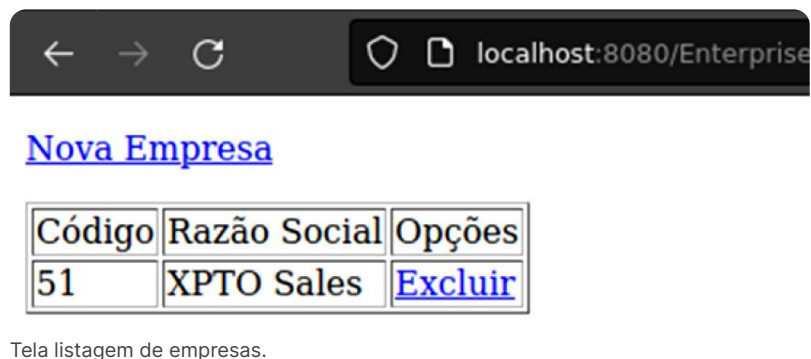 localhost:8080/Enterprise
Nova Empresa
Código Razão Social Opções
51 XPTO Sales Excluir
Tela listagem de empresas.